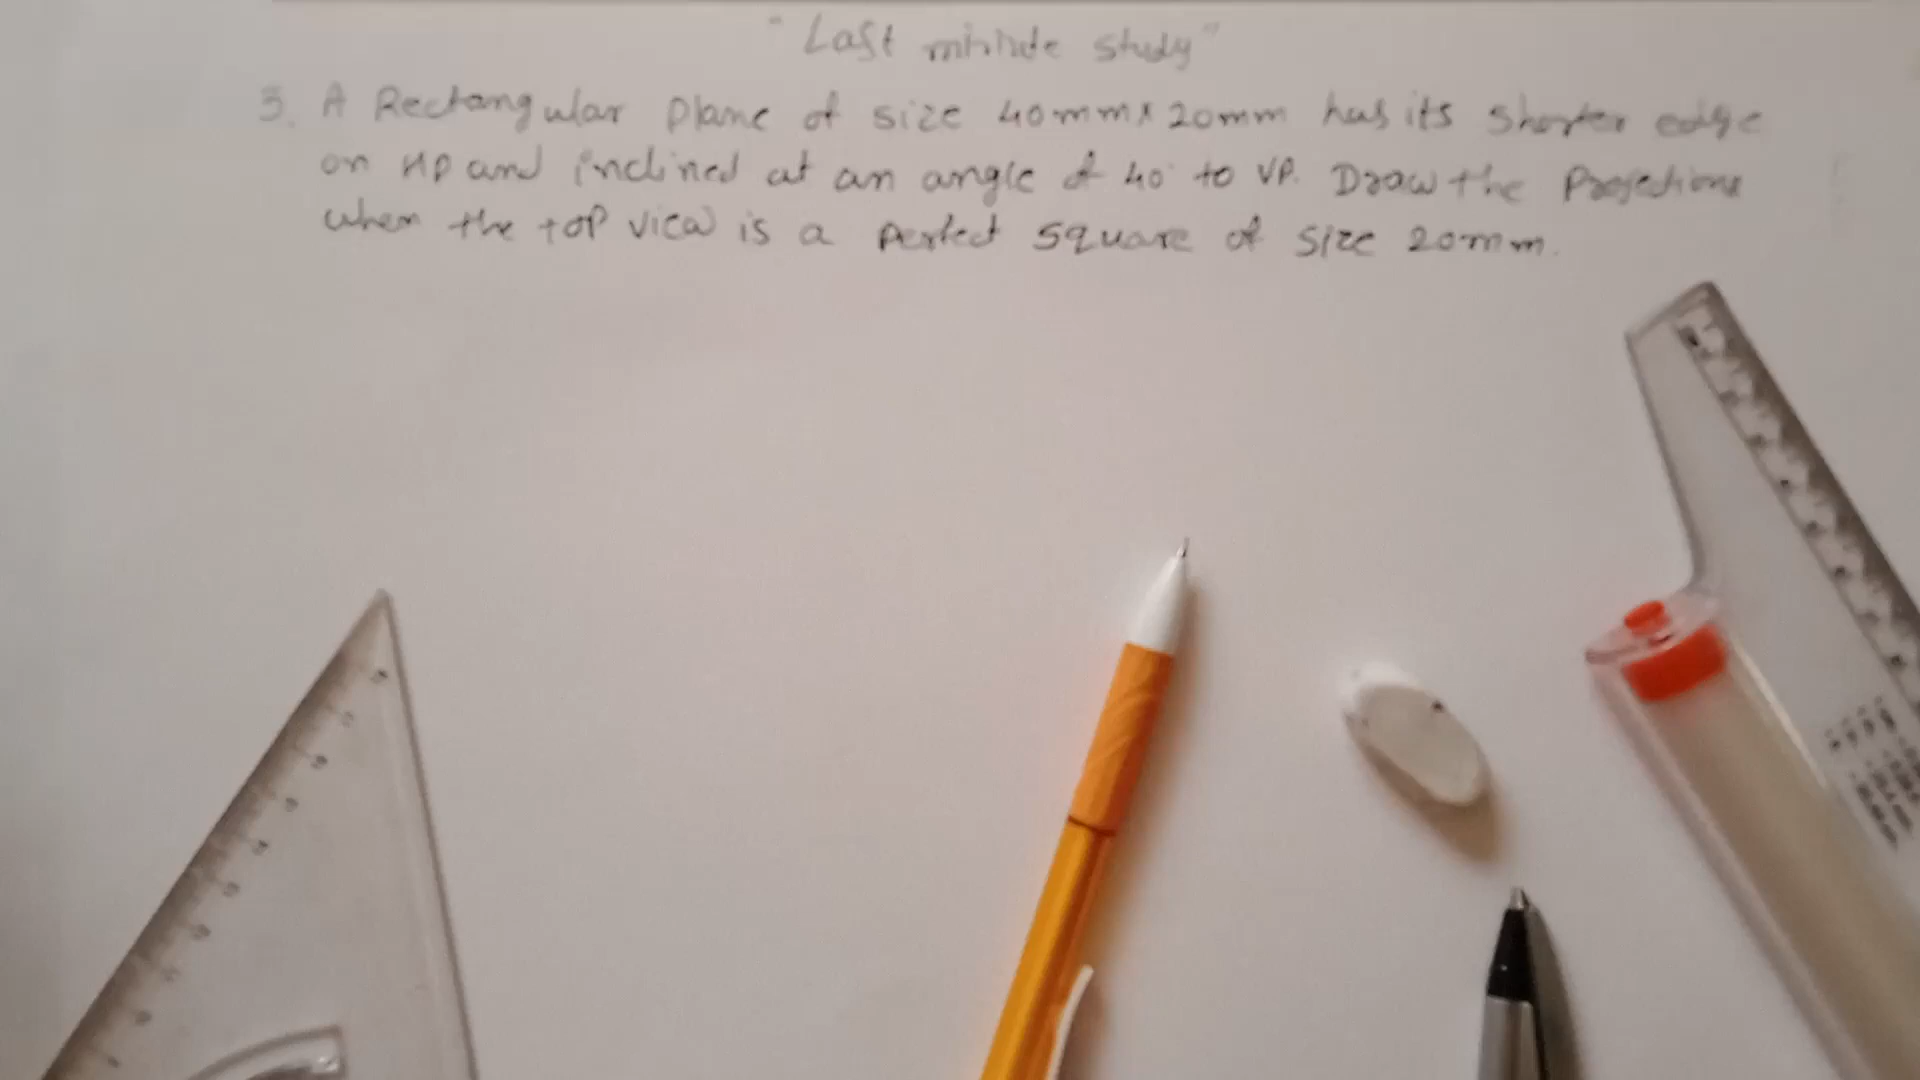 "Last minute study"
3. A Rectangular plane of size 40mm x 20mm has its shorter edge
on HP and inclined at an angle of 40° to VP. Draw the Projections
when the top view is a perfect square of size 20mm.